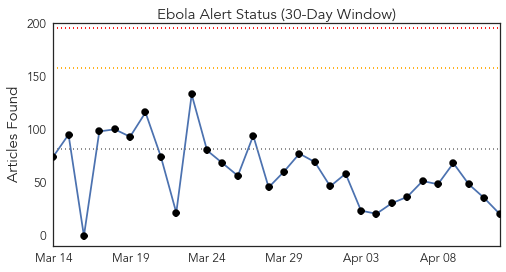 Ebola Alert Status (30-Day Window)
200
150
100
50
0
Articles Found
Mar 14 Mar 19 Mar 24 Mar 29 Apr 03 Apr 08